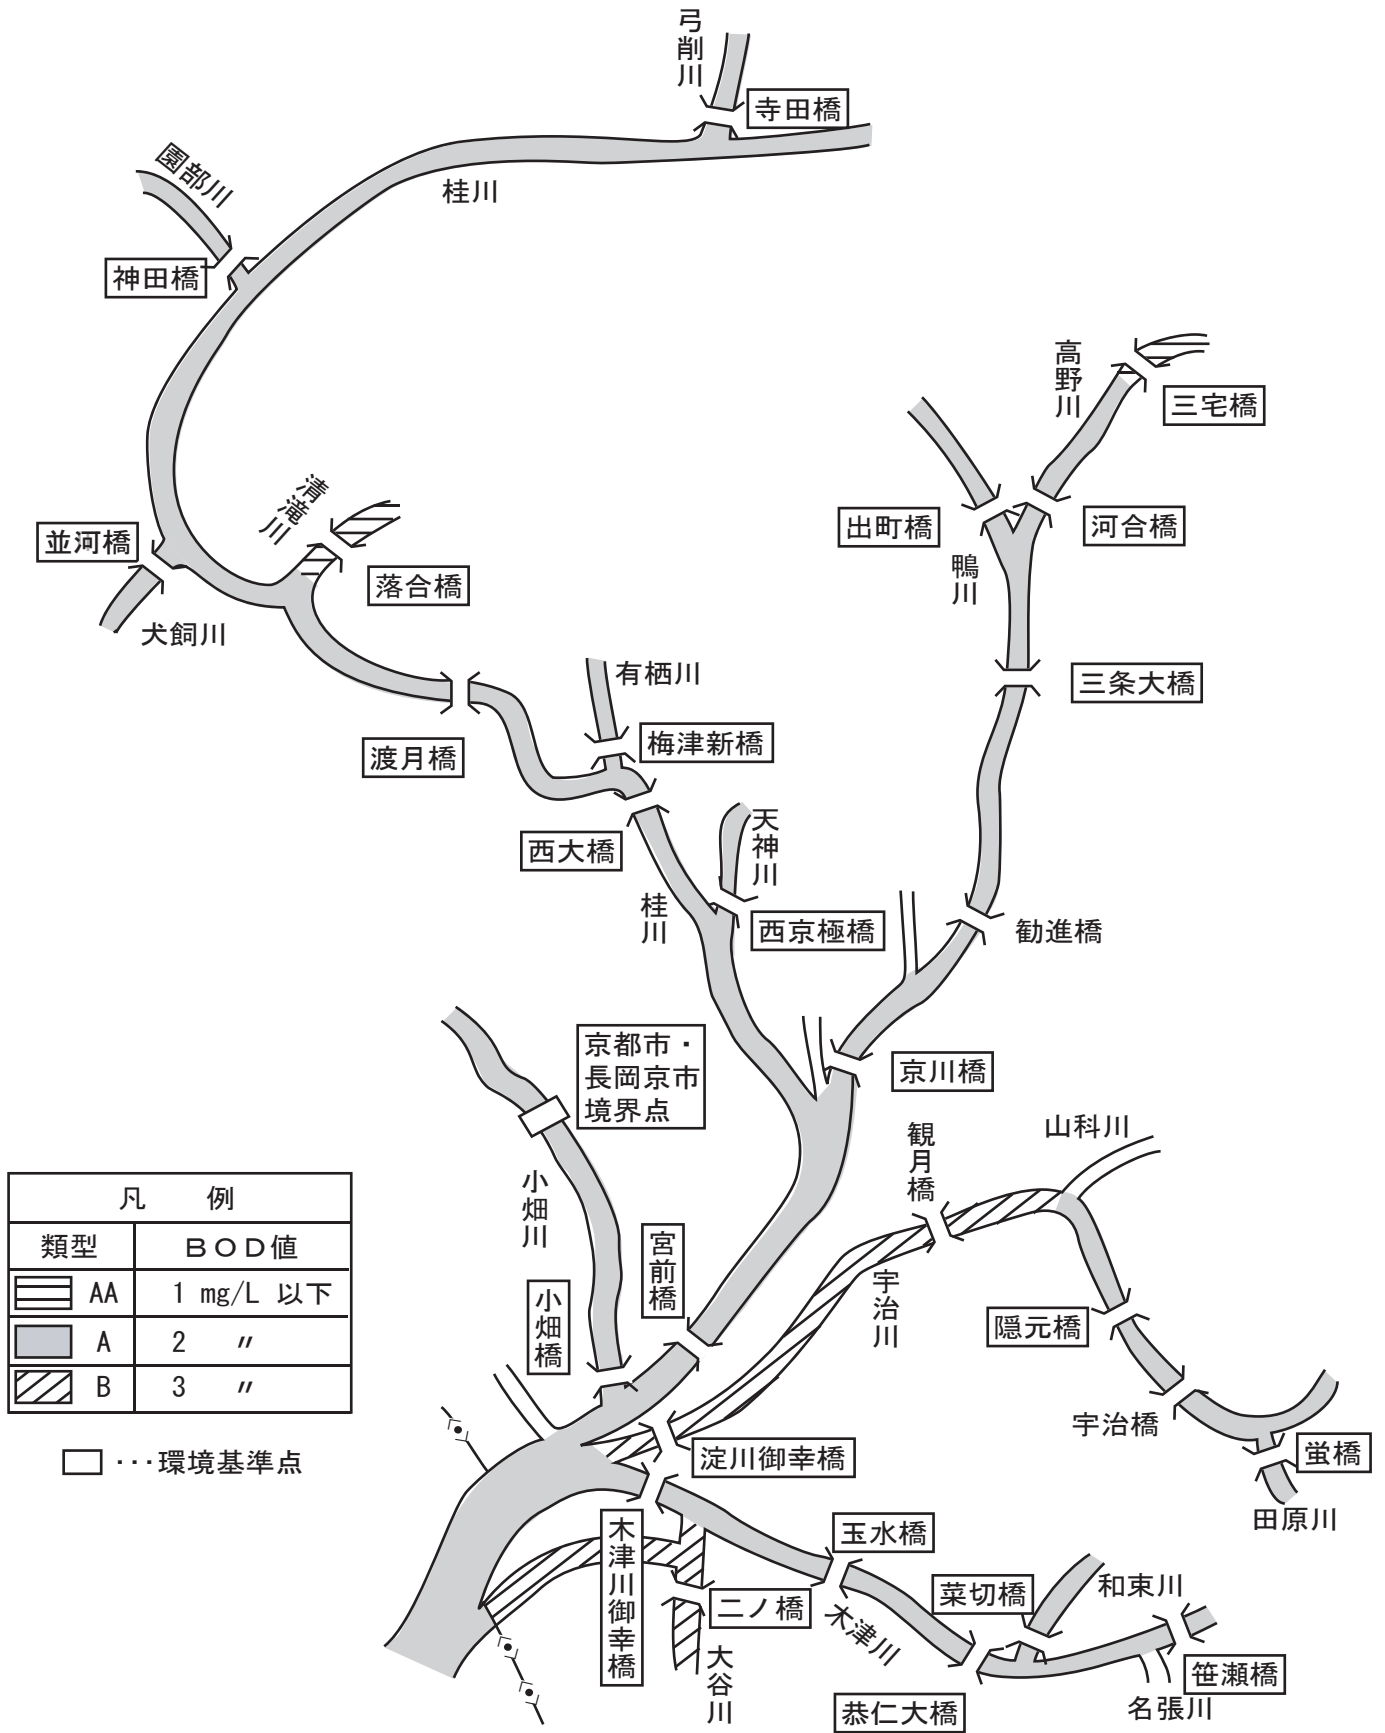 弓削川
寺田橋
園部川
桂川
神田橋
高野川
三宅橋
清滝川
並河橋
出町橋
河合橋
落合橋
鴨川
犬飼川
有栖川
三条大橋
梅津新橋
渡月橋
天神川
西大橋
桂川
西京極橋
勧進橋
京都市・
長岡京市
境界点
京川橋
山科川
観月橋
小畑川
宮前橋
宇治川
小畑橋
隠元橋
凡 例
類型 BOD値
AA 1 mg/L 以下
A 2 〃
B 3 〃
□ ･･･環境基準点
宇治橋
淀川御幸橋
蛍橋
田原川
木津川御幸橋
玉水橋
二ノ橋
木津川
菜切橋
和束川
大谷川
恭仁大橋
笹瀬橋
名張川